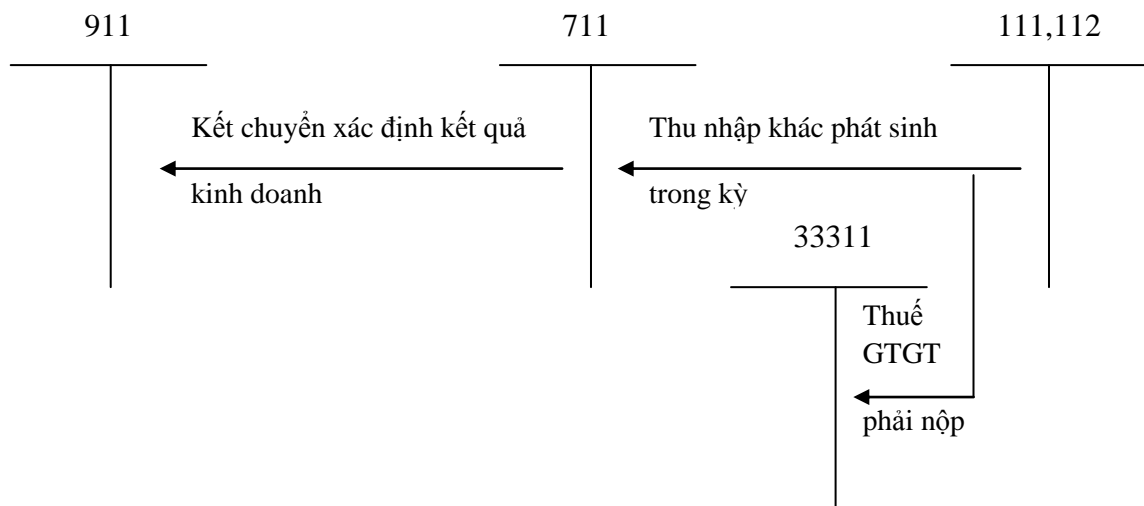 911
711
111,112
Kết chuyển xác định kết quả
kinh doanh
Thu nhập khác phát sinh
trong kỳ
33311
Thuế
GTGT
phải nộp